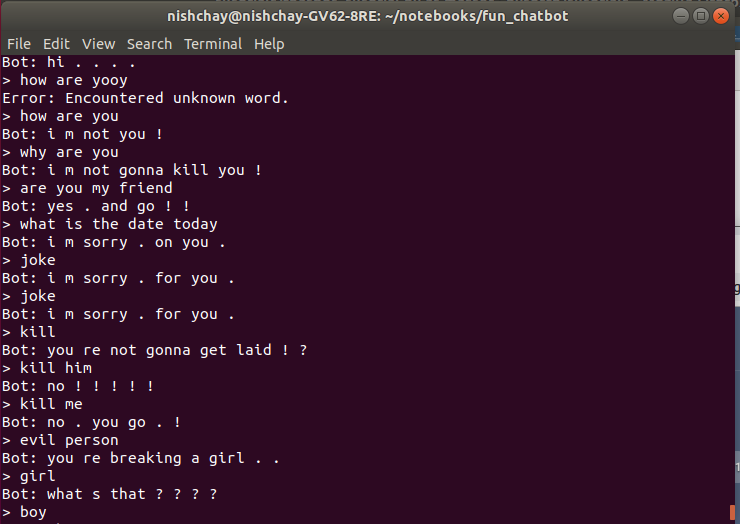 nishchay@nishchay-GV62-8RE: ~/notebooks/fun_chatbot
File Edit View Search Terminal Help
Bot: hi . . . .
> how are yooy
Error: Encountered unknown word.
> how are you
Bot: i m not you !
> why are you
Bot: i m not gonna kill you !
> are you my friend
Bot: yes . and go ! !
> what is the date today
Bot: i m sorry . on you .
> joke
Bot: i m sorry . for you .
> joke
Bot: i m sorry . for you .
> kill
Bot: you re not gonna get laid ! ?
> kill him
Bot: no ! ! ! ! !
> kill me
Bot: no . you go . !
> evil person
Bot: you re breaking a girl . .
> girl
Bot: what s that ? ? ? ?
> boy